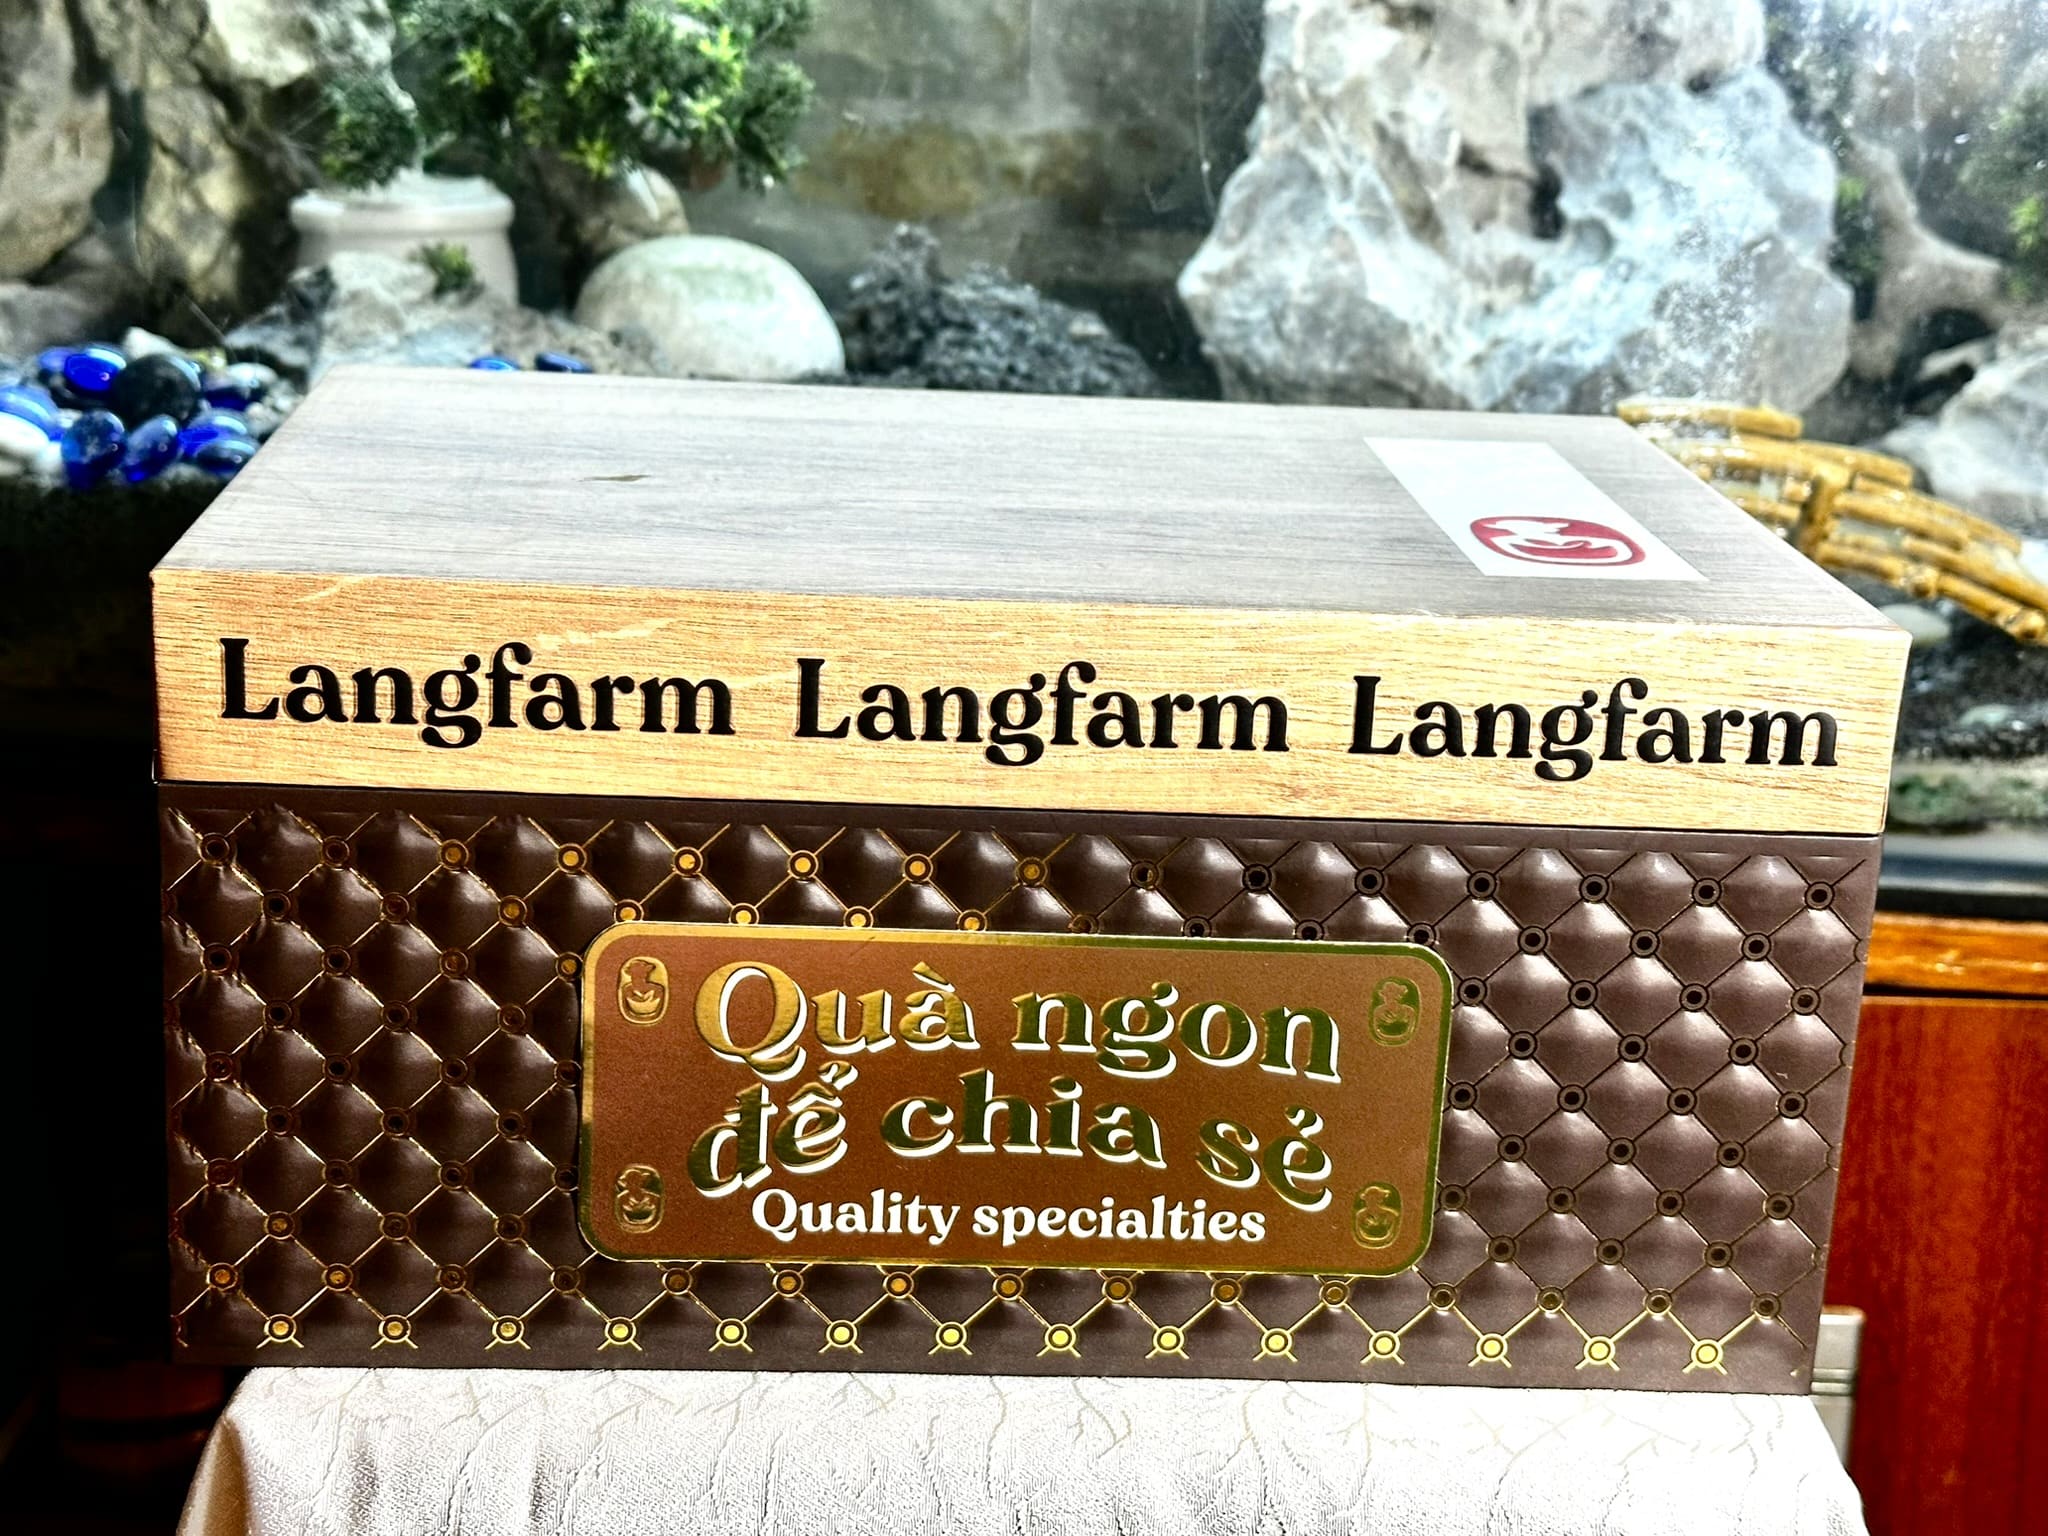 Langfarm Langfarm Langfarm
Quà ngon
để chia sẻ
Quality specialties